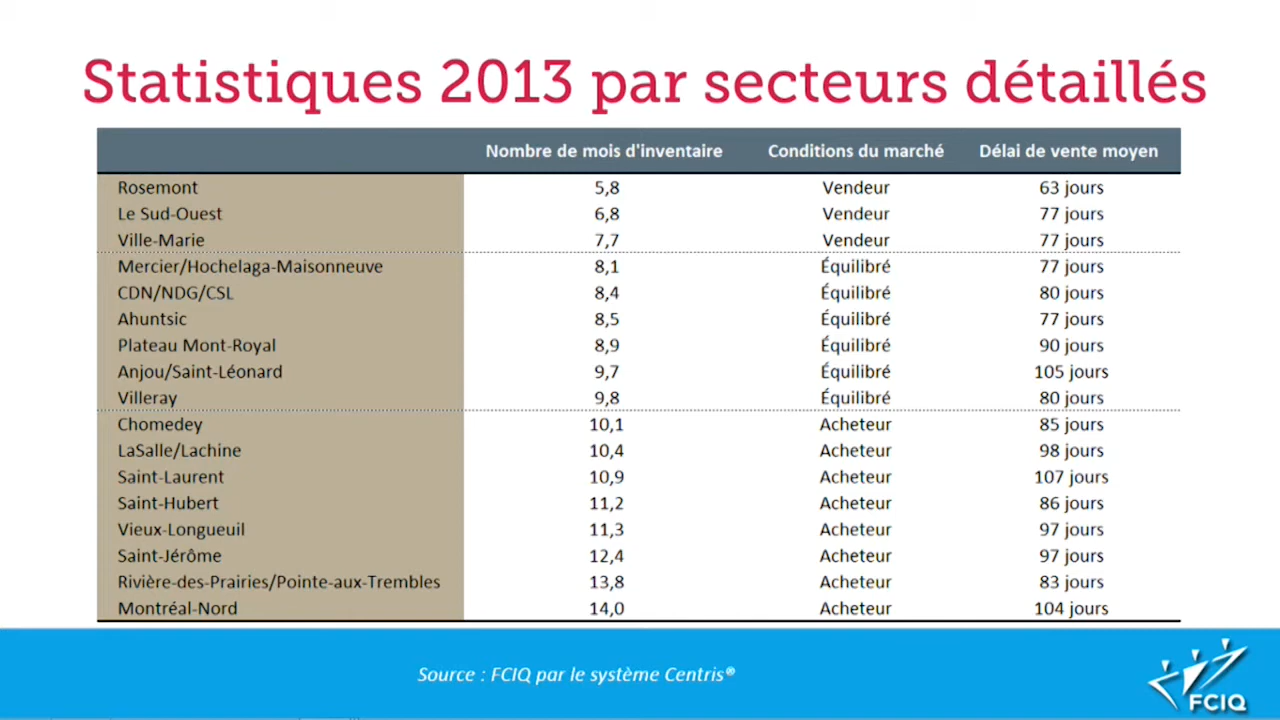 Statistiques 2013 par secteurs détaillés
Nombre de mois d'inventaire Conditions du marché Délai de vente moyen
Rosemont 5,8 Vendeur 63 jours
Le Sud-Ouest 6,8 Vendeur 77 jours
Ville-Marie 7,7 Vendeur 77 jours
Mercier/Hochelaga-Maisonneuve 8,1 Équilibré 77 jours
CDN/NDG/CSL 8,4 Équilibré 80 jours
Ahuntsic 8,5 Équilibré 77 jours
Plateau Mont-Royal 8,9 Équilibré 90 jours
Anjou/Saint-Léonard 9,7 Équilibré 105 jours
Villeray 9,8 Équilibré 80 jours
Chomedey 10,1 Acheteur 85 jours
LaSalle/Lachine 10,4 Acheteur 98 jours
Saint-Laurent 10,9 Acheteur 107 jours
Saint-Hubert 11,2 Acheteur 86 jours
Vieux-Longueuil 11,3 Acheteur 97 jours
Saint-Jérôme 12,4 Acheteur 97 jours
Rivière-des-Prairies/Pointe-aux-Trembles 13,8 Acheteur 83 jours
Montréal-Nord 14,0 Acheteur 104 jours
Source : FCIQ par le système Centris®
FCIQ